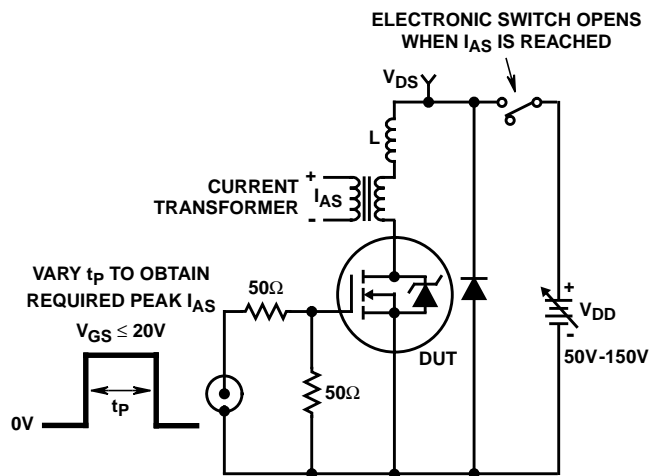 ELECTRONIC SWITCH OPENS
WHEN IAS IS REACHED
VDS
L
+
CURRENT
TRANSFORMER
IAS
-
VARY tP TO OBTAIN
REQUIRED PEAK IAS
50Ω
VGS ≤ 20V
+
VDD
-
DUT
50V-150V
50Ω
tP
0V